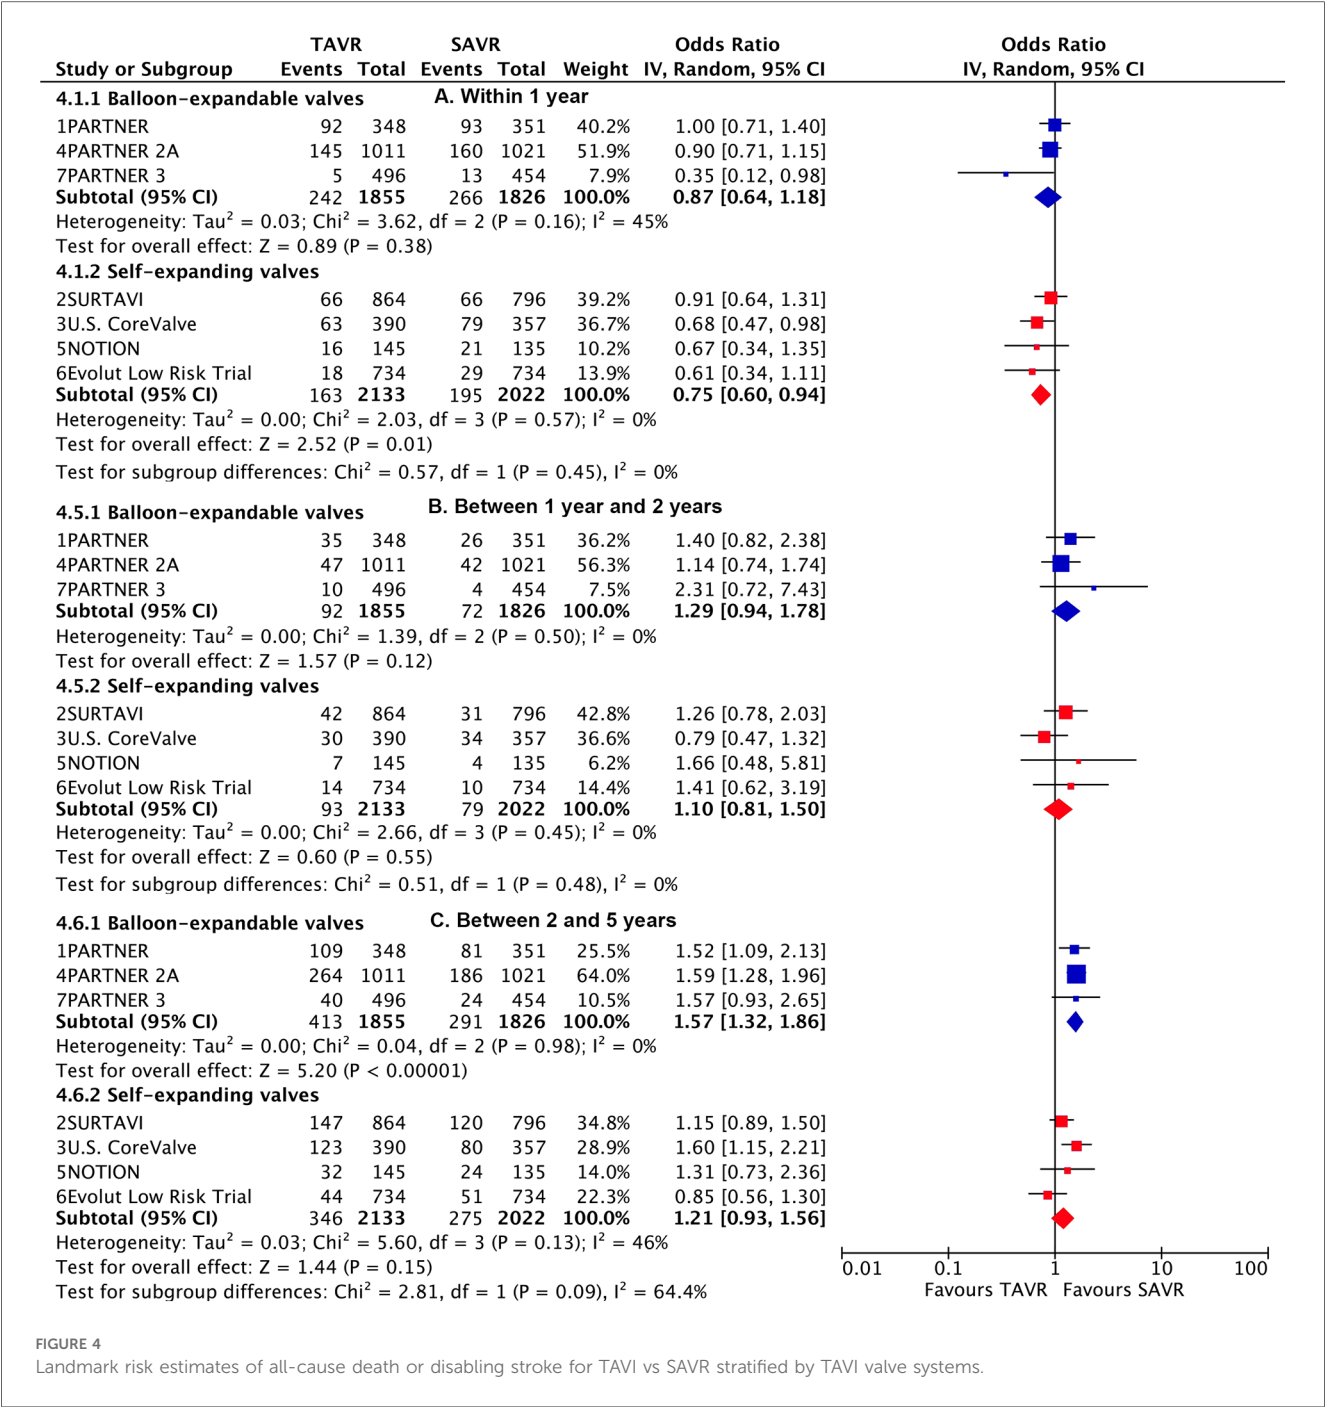 TAVR SAVR Odds Ratio Odds Ratio
Study or Subgroup Events Total Events Total Weight IV, Random, 95% CI IV, Random, 95% CI
4.1.1 Balloon-expandable valves A. Within 1 year
1PARTNER 92 348 93 351 40.2% 1.00 [0.71, 1.40]
4PARTNER 2A 145 1011 160 1021 51.9% 0.90 [0.71, 1.15]
7PARTNER 3 5 496 13 454 7.9% 0.35 [0.12, 0.98]
Subtotal (95% CI) 242 1855 266 1826 100.0% 0.87 [0.64, 1.18]
Heterogeneity: Tau² = 0.03; Chi² = 3.62, df = 2 (P = 0.16); I² = 45%
Test for overall effect: Z = 0.89 (P = 0.38)
4.1.2 Self-expanding valves
2SURTAVI 66 864 66 796 39.2% 0.91 [0.64, 1.31]
3U.S. CoreValve 63 390 79 357 36.7% 0.68 [0.47, 0.98]
5NOTION 16 145 21 135 10.2% 0.67 [0.34, 1.35]
6Evolut Low Risk Trial 18 734 29 734 13.9% 0.61 [0.34, 1.11]
Subtotal (95% CI) 163 2133 195 2022 100.0% 0.75 [0.60, 0.94]
Heterogeneity: Tau² = 0.00; Chi² = 2.03, df = 3 (P = 0.57); I² = 0%
Test for overall effect: Z = 2.52 (P = 0.01)
Test for subgroup differences: Chi² = 0.57, df = 1 (P = 0.45), I² = 0%
4.5.1 Balloon-expandable valves B. Between 1 year and 2 years
1PARTNER 35 348 26 351 36.2% 1.40 [0.82, 2.38]
4PARTNER 2A 47 1011 42 1021 56.3% 1.14 [0.74, 1.74]
7PARTNER 3 10 496 4 454 7.5% 2.31 [0.72, 7.43]
Subtotal (95% CI) 92 1855 72 1826 100.0% 1.29 [0.94, 1.78]
Heterogeneity: Tau² = 0.00; Chi² = 1.39, df = 2 (P = 0.50); I² = 0%
Test for overall effect: Z = 1.57 (P = 0.12)
4.5.2 Self-expanding valves
2SURTAVI 42 864 31 796 42.8% 1.26 [0.78, 2.03]
3U.S. CoreValve 30 390 34 357 36.6% 0.79 [0.47, 1.32]
5NOTION 7 145 4 135 6.2% 1.66 [0.48, 5.81]
6Evolut Low Risk Trial 14 734 10 734 14.4% 1.41 [0.62, 3.19]
Subtotal (95% CI) 93 2133 79 2022 100.0% 1.10 [0.81, 1.50]
Heterogeneity: Tau² = 0.00; Chi² = 2.66, df = 3 (P = 0.45); I² = 0%
Test for overall effect: Z = 0.60 (P = 0.55)
Test for subgroup differences: Chi² = 0.51, df = 1 (P = 0.48), I² = 0%
4.6.1 Balloon-expandable valves C. Between 2 and 5 years
1PARTNER 109 348 81 351 25.5% 1.52 [1.09, 2.13]
4PARTNER 2A 264 1011 186 1021 64.0% 1.59 [1.28, 1.96]
7PARTNER 3 40 496 24 454 10.5% 1.57 [0.93, 2.65]
Subtotal (95% CI) 413 1855 291 1826 100.0% 1.57 [1.32, 1.86]
Heterogeneity: Tau² = 0.00; Chi² = 0.04, df = 2 (P = 0.98); I² = 0%
Test for overall effect: Z = 5.20 (P < 0.00001)
4.6.2 Self-expanding valves
2SURTAVI 147 864 120 796 34.8% 1.15 [0.89, 1.50]
3U.S. CoreValve 123 390 80 357 28.9% 1.60 [1.15, 2.21]
5NOTION 32 145 24 135 14.0% 1.31 [0.73, 2.36]
6Evolut Low Risk Trial 44 734 51 734 22.3% 0.85 [0.56, 1.30]
Subtotal (95% CI) 346 2133 275 2022 100.0% 1.21 [0.93, 1.56]
Heterogeneity: Tau² = 0.03; Chi² = 5.60, df = 3 (P = 0.13); I² = 46%
Test for overall effect: Z = 1.44 (P = 0.15)
Test for subgroup differences: Chi² = 2.81, df = 1 (P = 0.09), I² = 64.4%
0.01 0.1 1 10 100
Favours TAVR Favours SAVR
FIGURE 4
Landmark risk estimates of all-cause death or disabling stroke for TAVI vs SAVR stratified by TAVI valve systems.